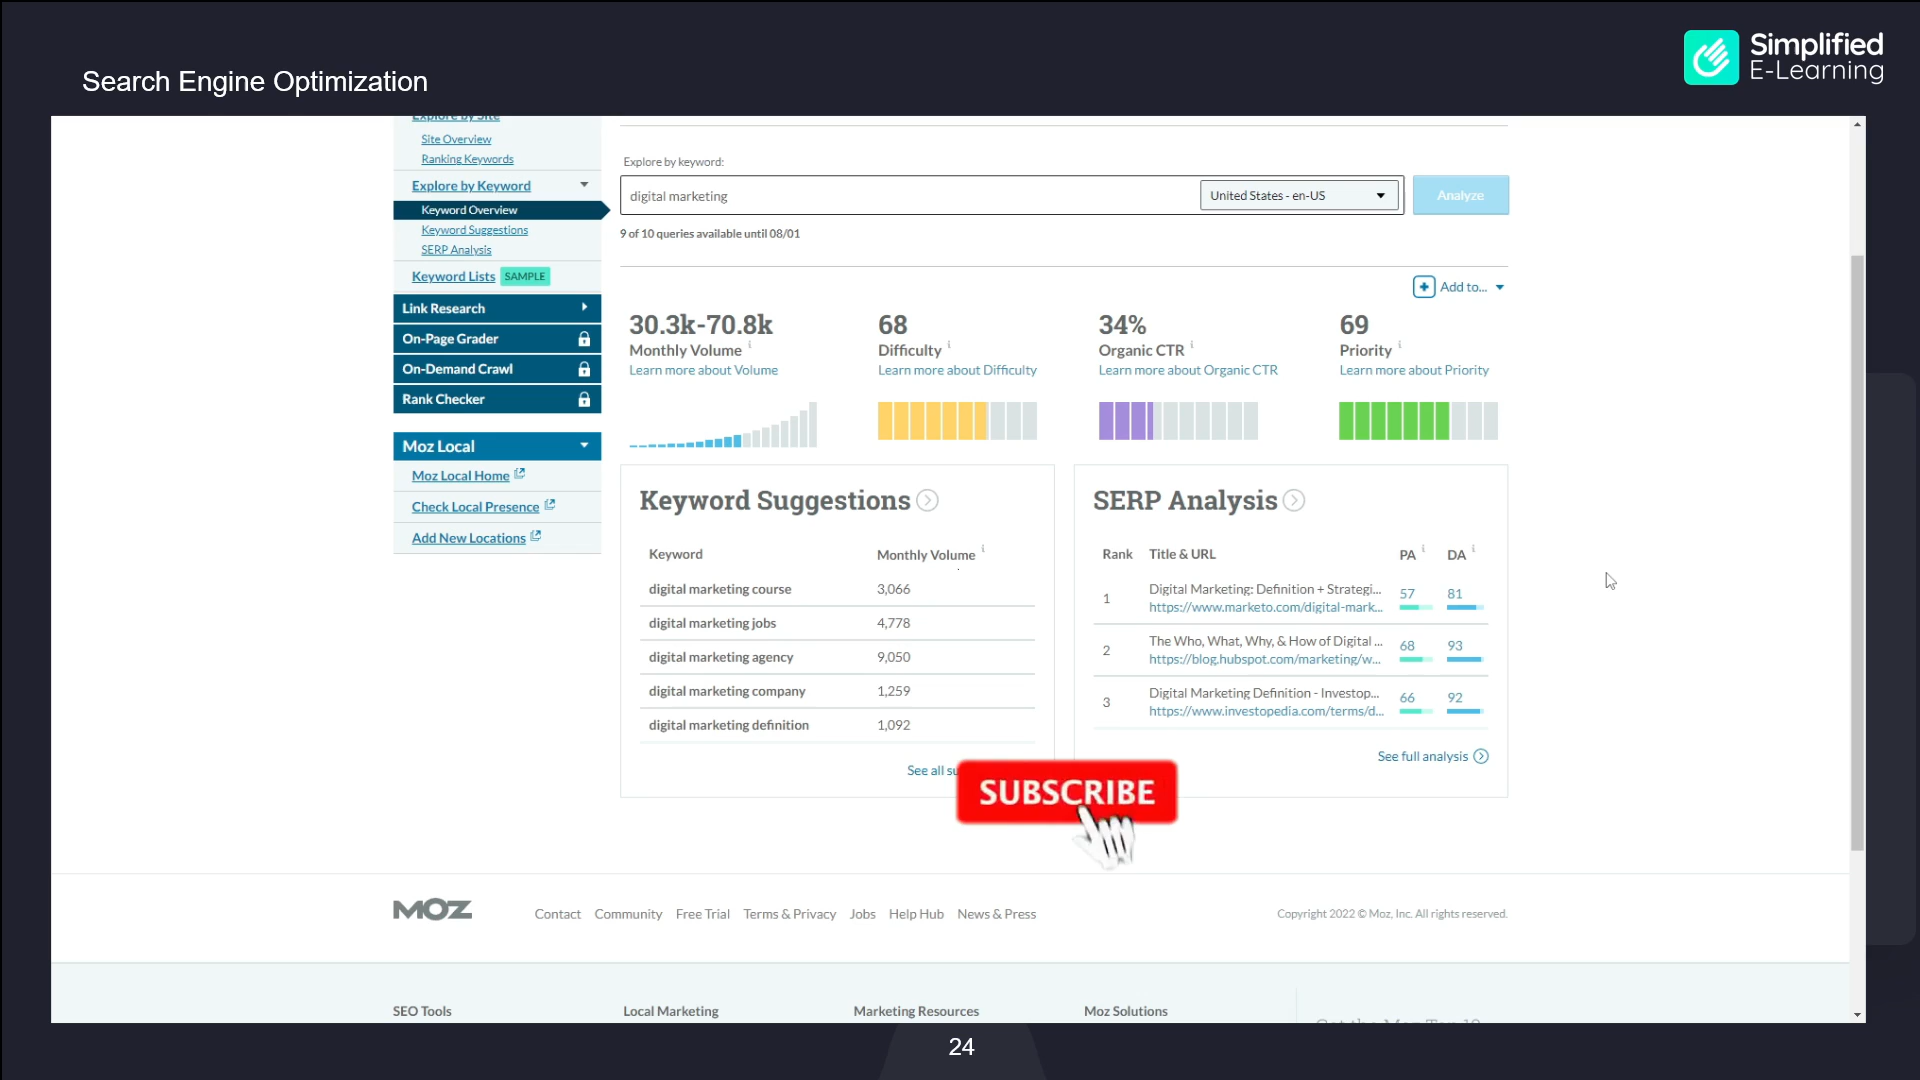 Search Engine Optimization
Simplified
E-Learning
Explore by Site
Site Overview
Ranking Keywords
Explore by Keyword
Keyword Overview
Keyword Suggestions
SERP Analysis
Keyword Lists SAMPLE
Link Research
On-Page Grader
On-Demand Crawl
Rank Checker
Moz Local
Moz Local Home
Check Local Presence
Add New Locations
Explore by keyword:
digital marketing
United States - en-US
Analyze
9 of 10 queries available until 08/01
Add to...
30.3k-70.8k
Monthly Volume
Learn more about Volume
68
Difficulty
Learn more about Difficulty
34%
Organic CTR
Learn more about Organic CTR
69
Priority
Learn more about Priority
Keyword Suggestions
Keyword Monthly Volume
digital marketing course 3,066
digital marketing jobs 4,778
digital marketing agency 9,050
digital marketing company 1,259
digital marketing definition 1,092
See all su
SERP Analysis
Rank Title & URL PA DA
1 Digital Marketing: Definition + Strategi... 57 81
https://www.marketo.com/digital-mark...
2 The Who, What, Why, & How of Digital ... 68 93
https://blog.hubspot.com/marketing/w...
3 Digital Marketing Definition - Investop... 66 92
https://www.investopedia.com/terms/d...
See full analysis
SUBSCRIBE
MOZ
Contact Community Free Trial Terms & Privacy Jobs Help Hub News & Press
Copyright 2022 © Moz, Inc. All rights reserved.
SEO Tools Local Marketing Marketing Resources Moz Solutions
24